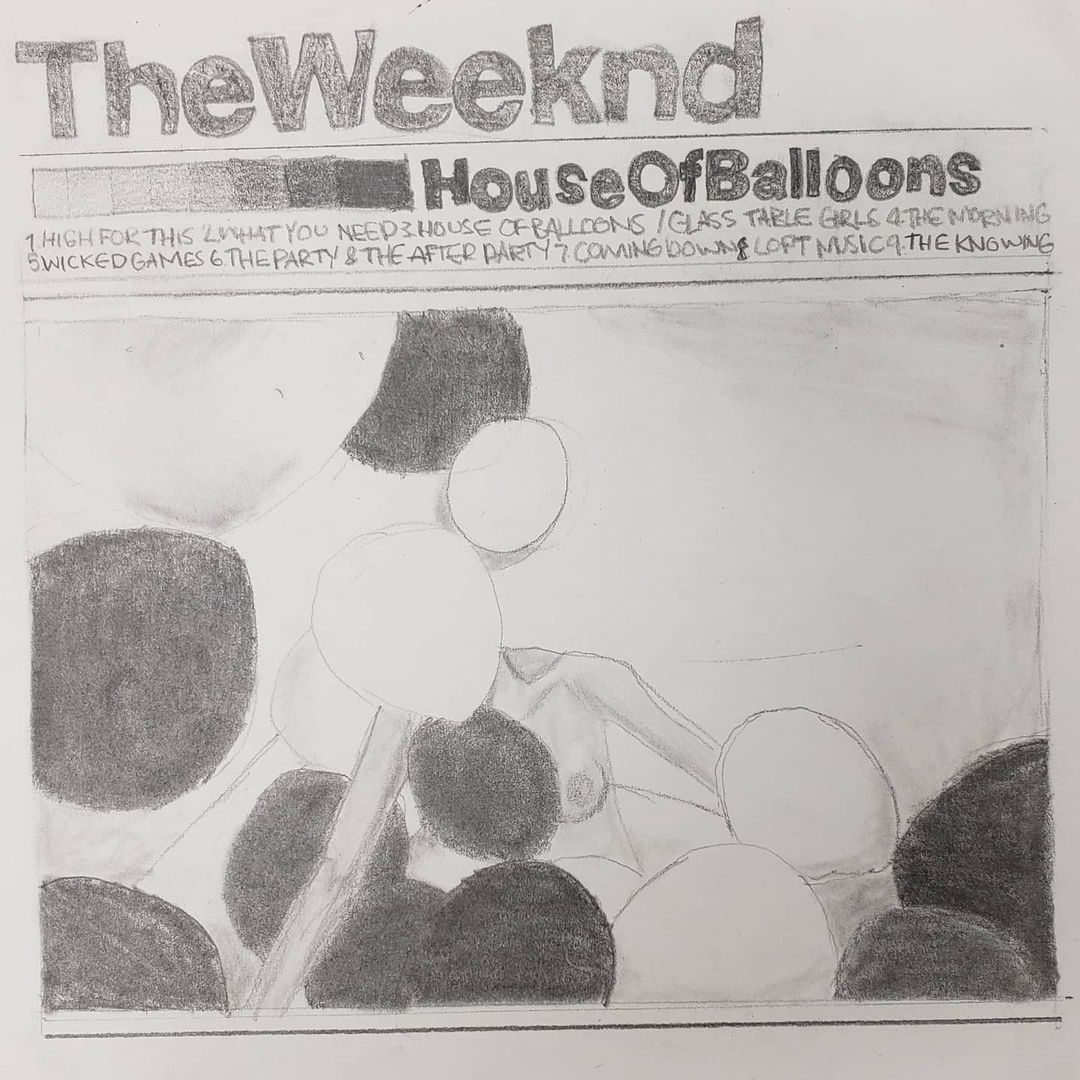 TheWeeknd
HouseOfBalloons
1.HIGH FOR THIS 2.WHAT YOU NEED 3.HOUSE OF BALLOONS / GLASS TABLE GIRLS 4.THE MORNING
5.WICKED GAMES 6.THE PARTY & THE AFTER PARTY 7.COMING DOWN 8 LOFT MUSIC 9.THE KNOWING